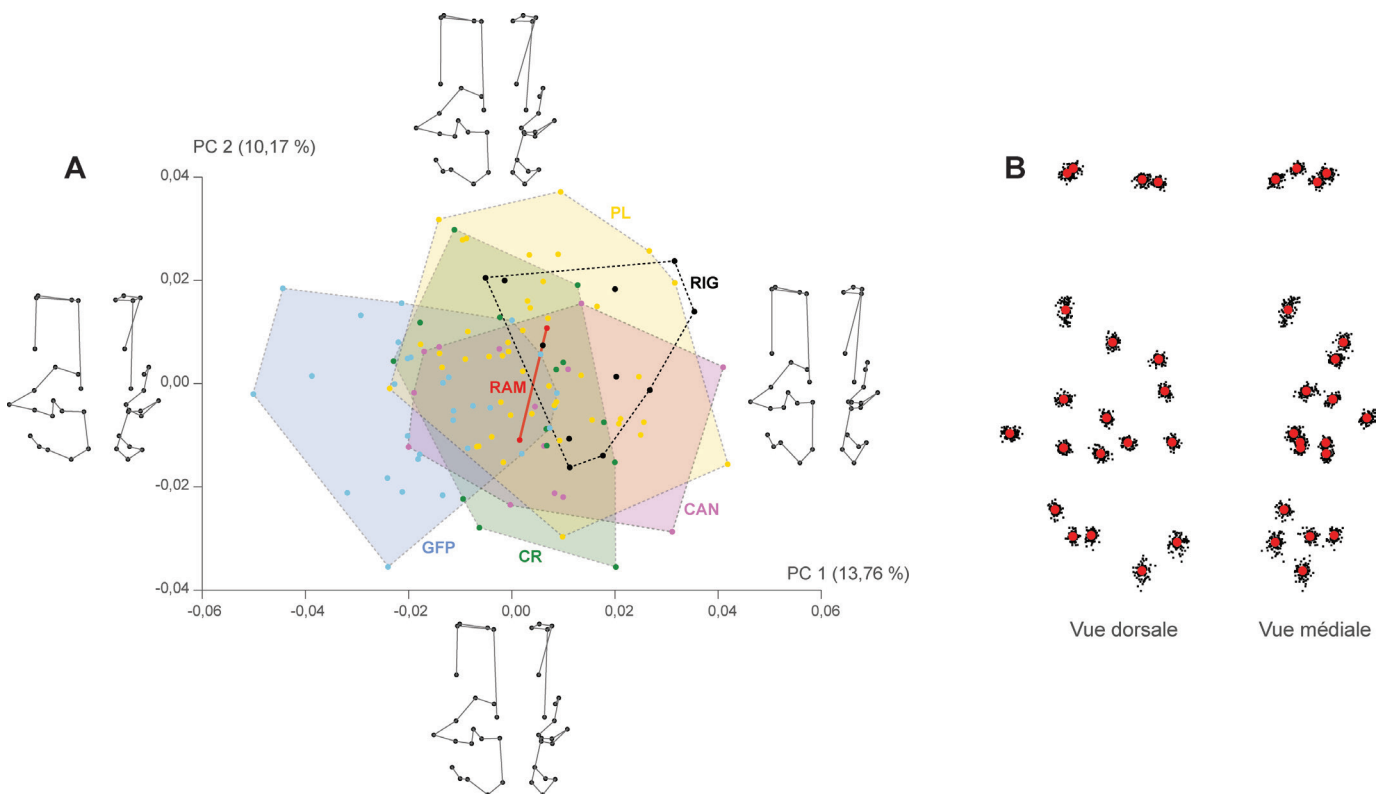 A
PC 2 (10,17 %)
B
0,04
PL
0,02
RIG
0,00
RAM
-0,02
CAN
GFP
CR
PC 1 (13,76 %)
-0,04
-0,06
-0,04
-0,02
0,00
0,02
0,04
0,06
Vue dorsale
Vue médiale